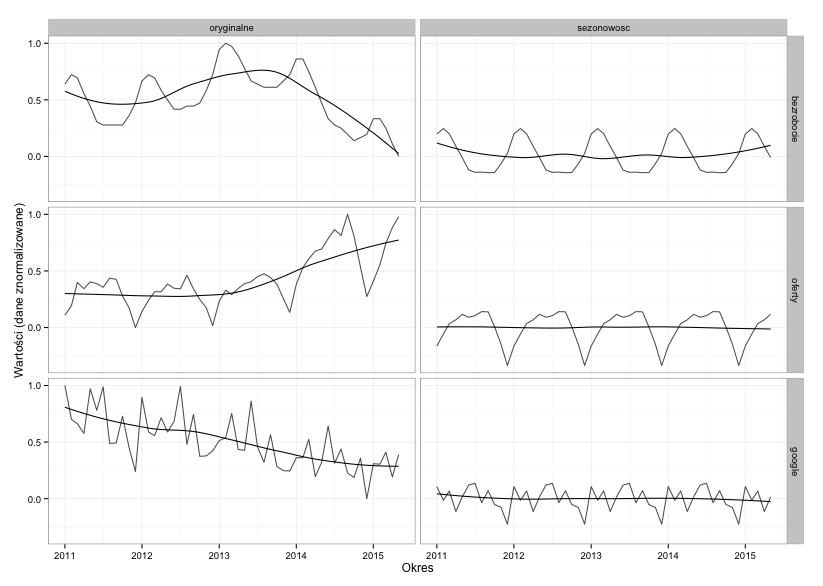 oryginalne sezonowosc
1.0
0.5
0.0
bezrobocie
1.0
0.5
0.0
oferty
1.0
0.5
0.0
google
Wartości (dane znormalizowane)
2011 2012 2013 2014 2015 2011 2012 2013 2014 2015
Okres